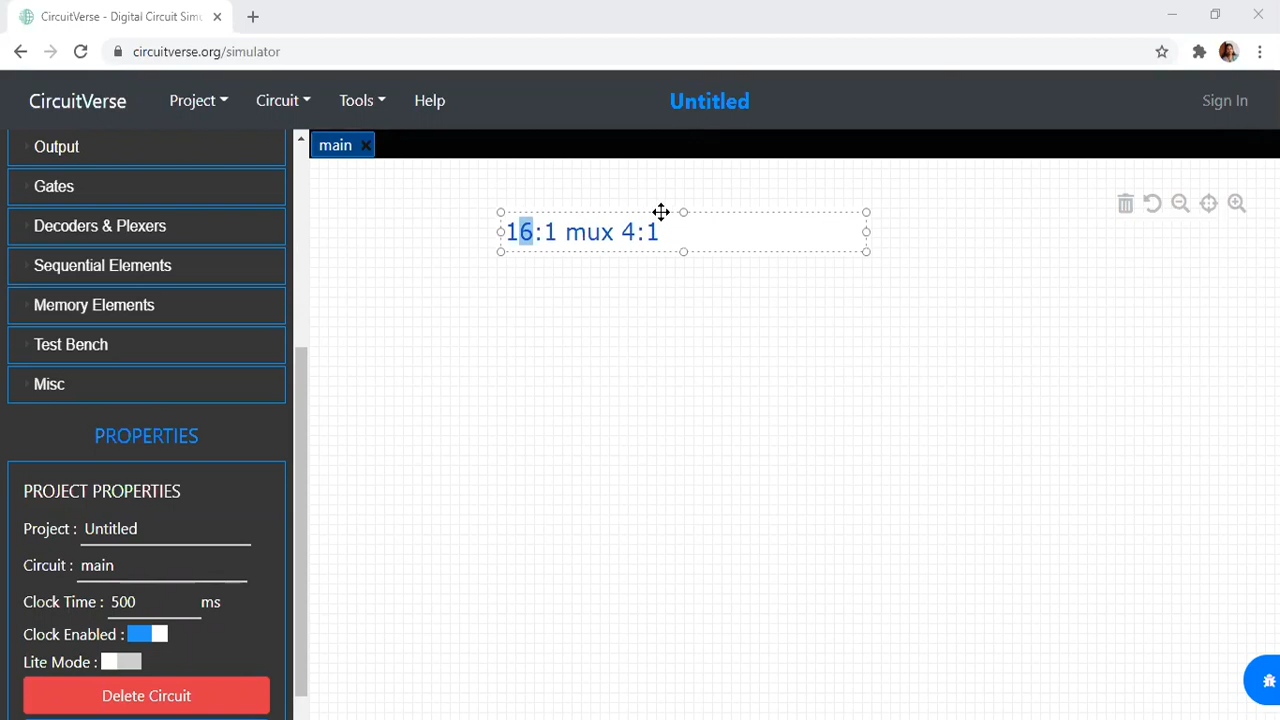 CircuitVerse - Digital Circuit Simu
circuitverse.org/simulator
CircuitVerse
Project
Circuit
Tools
Help
Untitled
Sign In
main
Output
Gates
Decoders & Plexers
Sequential Elements
Memory Elements
Test Bench
Misc
16:1 mux 4:1
PROPERTIES
PROJECT PROPERTIES
Project : Untitled
Circuit : main
Clock Time : 500 ms
Clock Enabled :
Lite Mode :
Delete Circuit